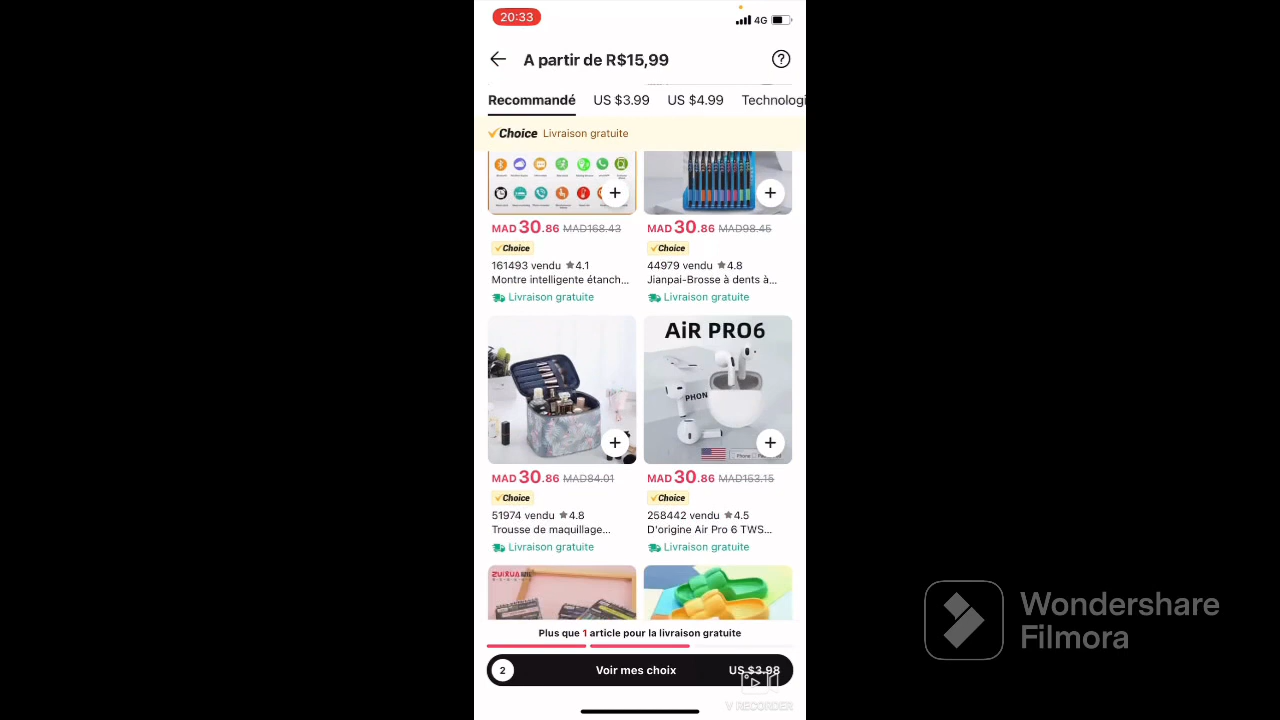 20:33
4G
A partir de R$15,99
?
Recommandé US $3.99 US $4.99 Technologi
Choice Livraison gratuite
MAD 30.86 MAD168.43
Choice
161493 vendu ★4.1
Montre intelligente étanch...
Livraison gratuite
MAD 30.86 MAD98.45
Choice
44979 vendu ★4.8
Jianpai-Brosse à dents à...
Livraison gratuite
AiR PRO6
PHON
MAD 30.86 MAD84.01
Choice
51974 vendu ★4.8
Trousse de maquillage...
Livraison gratuite
MAD 30.86 MAD153.15
Choice
258442 vendu ★4.5
D'origine Air Pro 6 TWS...
Livraison gratuite
ZUIRUA
Plus que 1 article pour la livraison gratuite
2 Voir mes choix US $3.98
V RECORDER
Wondershare
Filmora